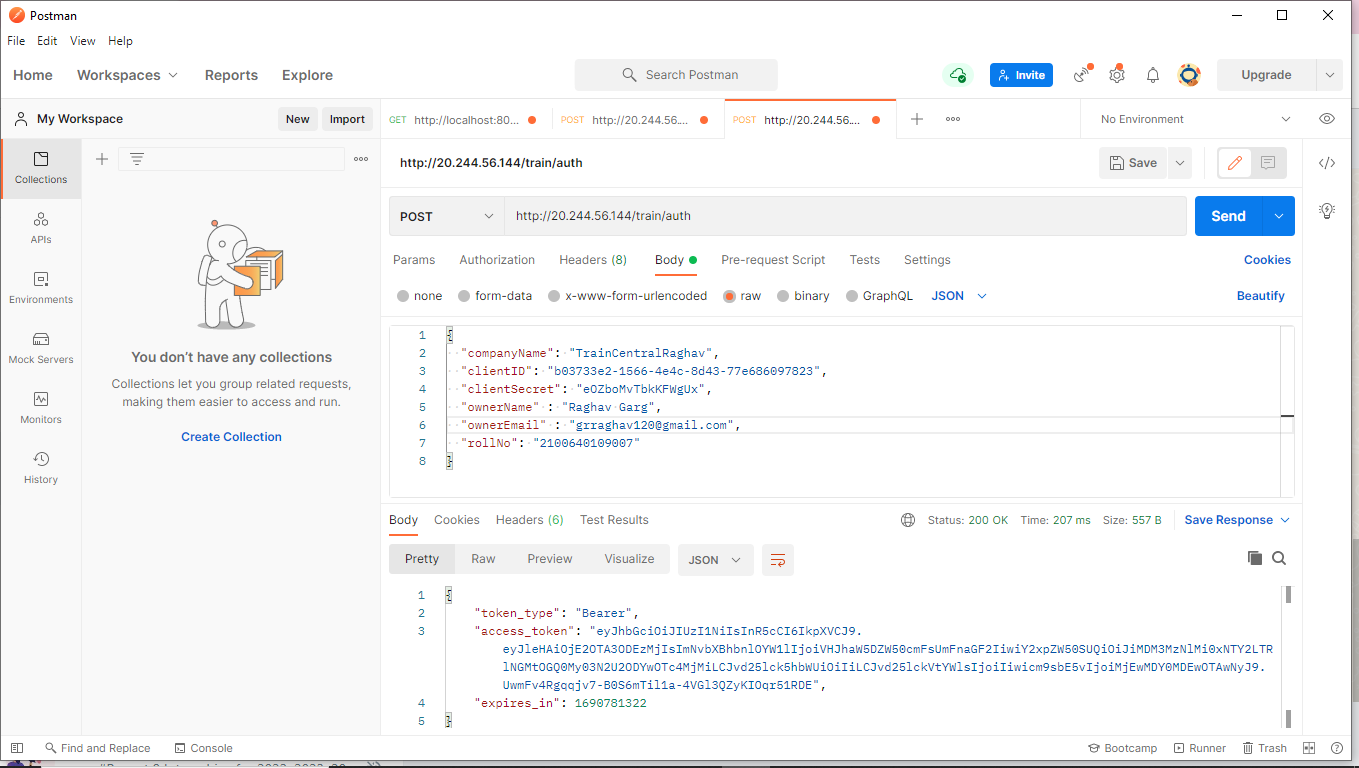 Postman
File Edit View Help
Home Workspaces Reports Explore Search Postman Invite Upgrade
My Workspace New Import
GET http://localhost:80... POST http://20.244.56.... POST http://20.244.56.... No Environment
http://20.244.56.144/train/auth Save
Collections
APIs
Environments
Mock Servers
Monitors
History
You don't have any collections
Collections let you group related requests,
making them easier to access and run.
Create Collection
POST http://20.244.56.144/train/auth Send
Params Authorization Headers (8) Body Pre-request Script Tests Settings Cookies
none form-data x-www-form-urlencoded raw binary GraphQL JSON Beautify
1 {
2 "companyName": "TrainCentralRaghav",
3 "clientID": "b03733e2-1566-4e4c-8d43-77e686097823",
4 "clientSecret": "eOZboMvTbkKFWgUx",
5 "ownerName" : "Raghav Garg",
6 "ownerEmail" : "grraghav120@gmail.com",
7 "rollNo": "2100640109007"
8 }
Body Cookies Headers (6) Test Results Status: 200 OK Time: 207 ms Size: 557 B Save Response
Pretty Raw Preview Visualize JSON
1 {
2 "token_type": "Bearer",
3 "access_token": "eyJhbGciOiJIUzI1NiIsInR5cCI6IkpXVCJ9.
eyJleHAiOjE2OTA3ODEzMjIsImNvbXBhbnlOYW1lIjoiVHJhaW5DZW50cmFsUmFnaGF2IiwiY2xpZW50SUQiOiJiMDM3MzNlMi0xNTY2LTR
lNGMtOGQ0My03N2U2ODYwOTc4MjMiLCJvd25lck5hbWUiOiIiLCJvd25lckVtYWlsIjoiIiwicm9sbE5vIjoiMjEwMDY0MDEwOTAwNyJ9.
UwmFv4Rgqqjv7-B0S6mTil1a-4VGl3QZyKIOqr51RDE",
4 "expires_in": 1690781322
5 }
Find and Replace Console Bootcamp Runner Trash